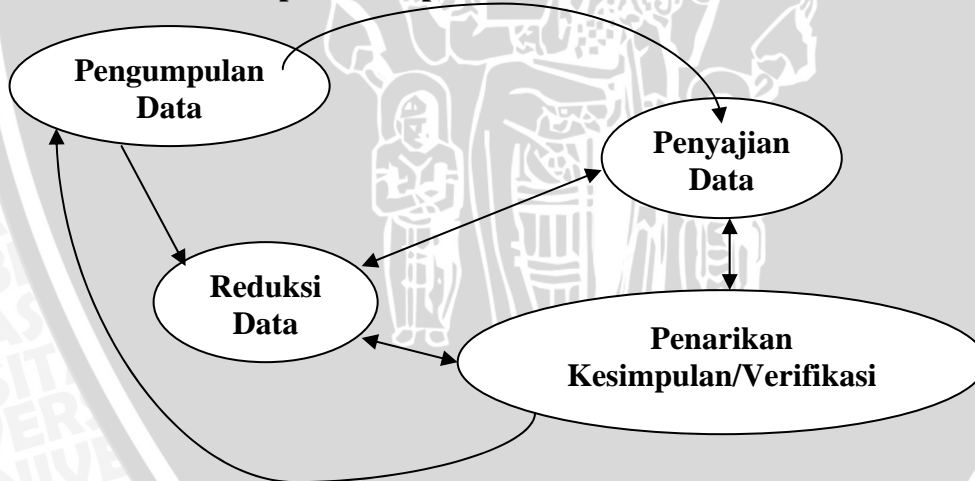 Pengumpulan
Data
Penyajian
Data
Reduksi
Data
Penarikan
Kesimpulan/Verifikasi